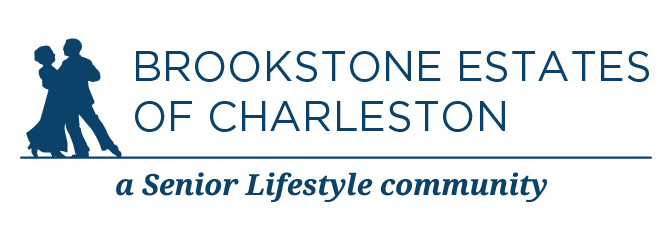 BROOKSTONE ESTATES
OF CHARLESTON
a Senior Lifestyle community